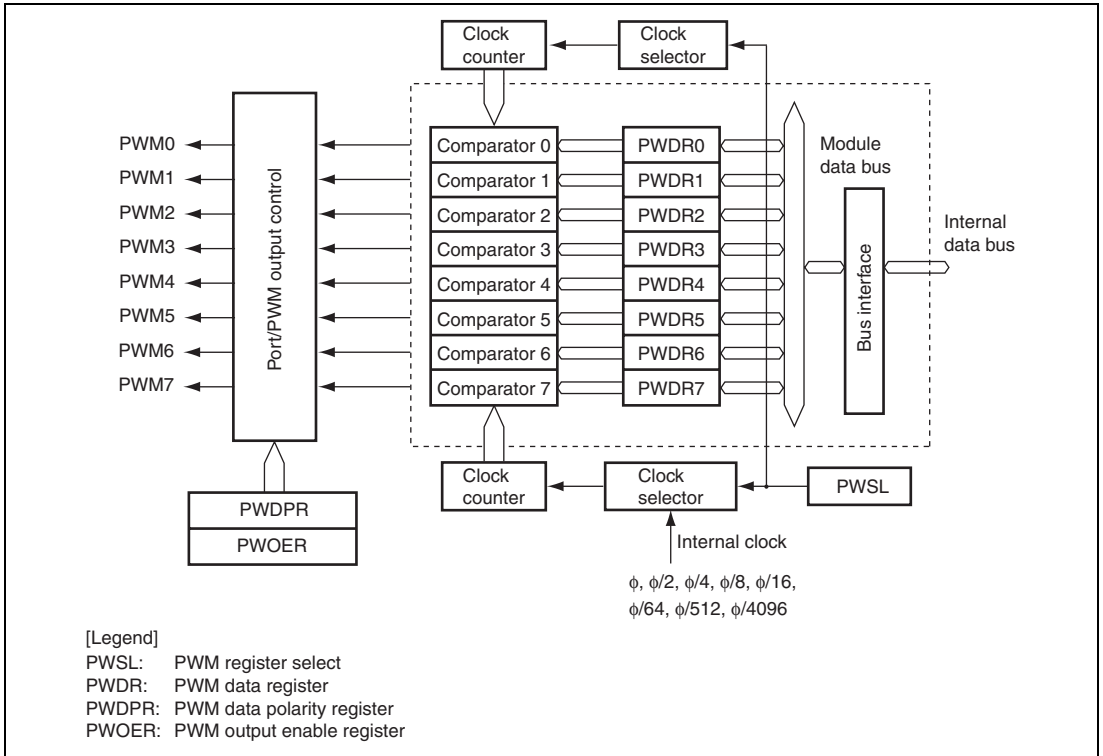 Clock
counter
Clock
selector
PWM0
PWM1
PWM2
PWM3
PWM4
PWM5
PWM6
PWM7
Port/PWM output control
Comparator 0
Comparator 1
Comparator 2
Comparator 3
Comparator 4
Comparator 5
Comparator 6
Comparator 7
PWDR0
PWDR1
PWDR2
PWDR3
PWDR4
PWDR5
PWDR6
PWDR7
Module
data bus
Bus interface
Internal
data bus
PWDPR
PWOER
Clock
counter
Clock
selector
PWSL
Internal clock
ϕ, ϕ/2, ϕ/4, ϕ/8, ϕ/16,
ϕ/64, ϕ/512, ϕ/4096
[Legend]
PWSL: PWM register select
PWDR: PWM data register
PWDPR: PWM data polarity register
PWOER: PWM output enable register